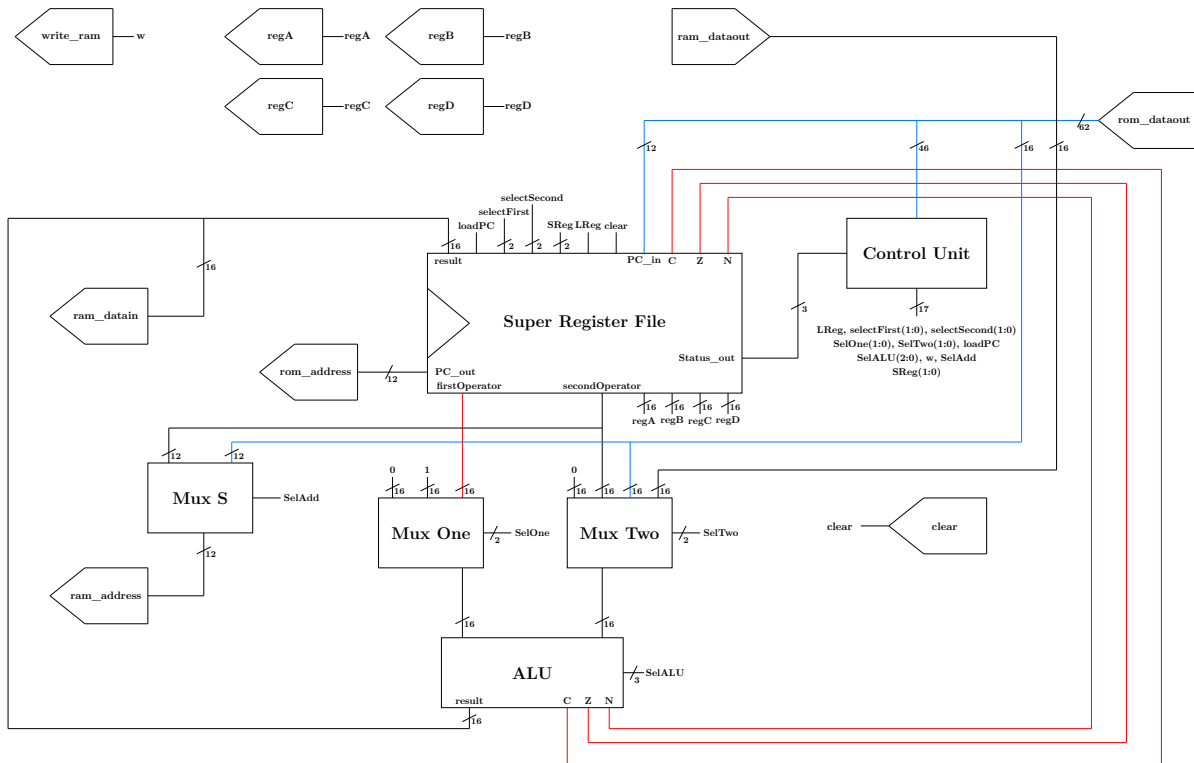 write_ram
w
regA
regA
regB
regB
ram_dataout
regC
regC
regD
regD
rom_dataout
62
12
46
16
16
selectSecond
selectFirst
loadPC
SReg
LReg
clear
16
2
2
2
result
PC_in
C
Z
N
Control Unit
16
ram_datain
Super Register File
3
17
LReg, selectFirst(1:0), selectSecond(1:0)
SelOne(1:0), SelTwo(1:0), loadPC
SelALU(2:0), w, SelAdd
SReg(1:0)
Status_out
rom_address
12
PC_out
firstOperator
secondOperator
16
16
16
16
regA
regB
regC
regD
12
12
0
1
0
16
16
16
16
16
16
16
Mux S
SelAdd
Mux One
2
SelOne
Mux Two
2
SelTwo
clear
clear
12
ram_address
16
16
ALU
3
SelALU
result
C
Z
N
16